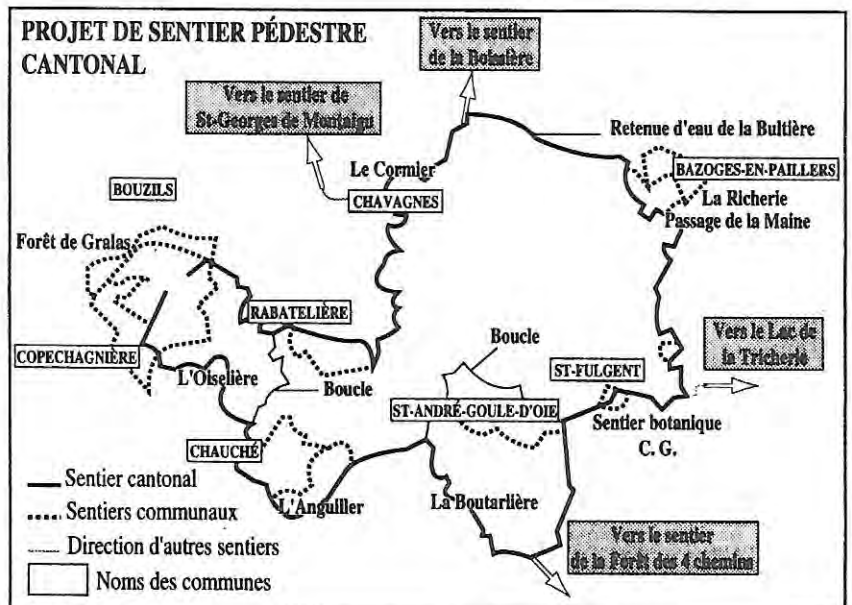 PROJET DE SENTIER PÉDESTRE
CANTONAL
Vers le sentier
de la Boissière
Vers le sentier de
St-Georges de Montaigu
Retenue d'eau de la Bultière
Le Cormier
CHAVAGNES
BAZOGES-EN-PAILLERS
La Richerie
Passage de la Maine
BOUZILS
Forêt de Gralas
RABATELIÈRE
COPECHAGNIÈRE
L'Oiselière
Boucle
Boucle
ST-FULGENT
Vers le Lac de
la Tricherie
ST-ANDRÉ-GOULE-D'OIE
Sentier botanique
C. G.
CHAUCHÉ
L'Anguiller
La Boutarlière
Vers le sentier
de la Forêt des 4 chemins
Sentier cantonal
Sentiers communaux
Direction d'autres sentiers
Noms des communes